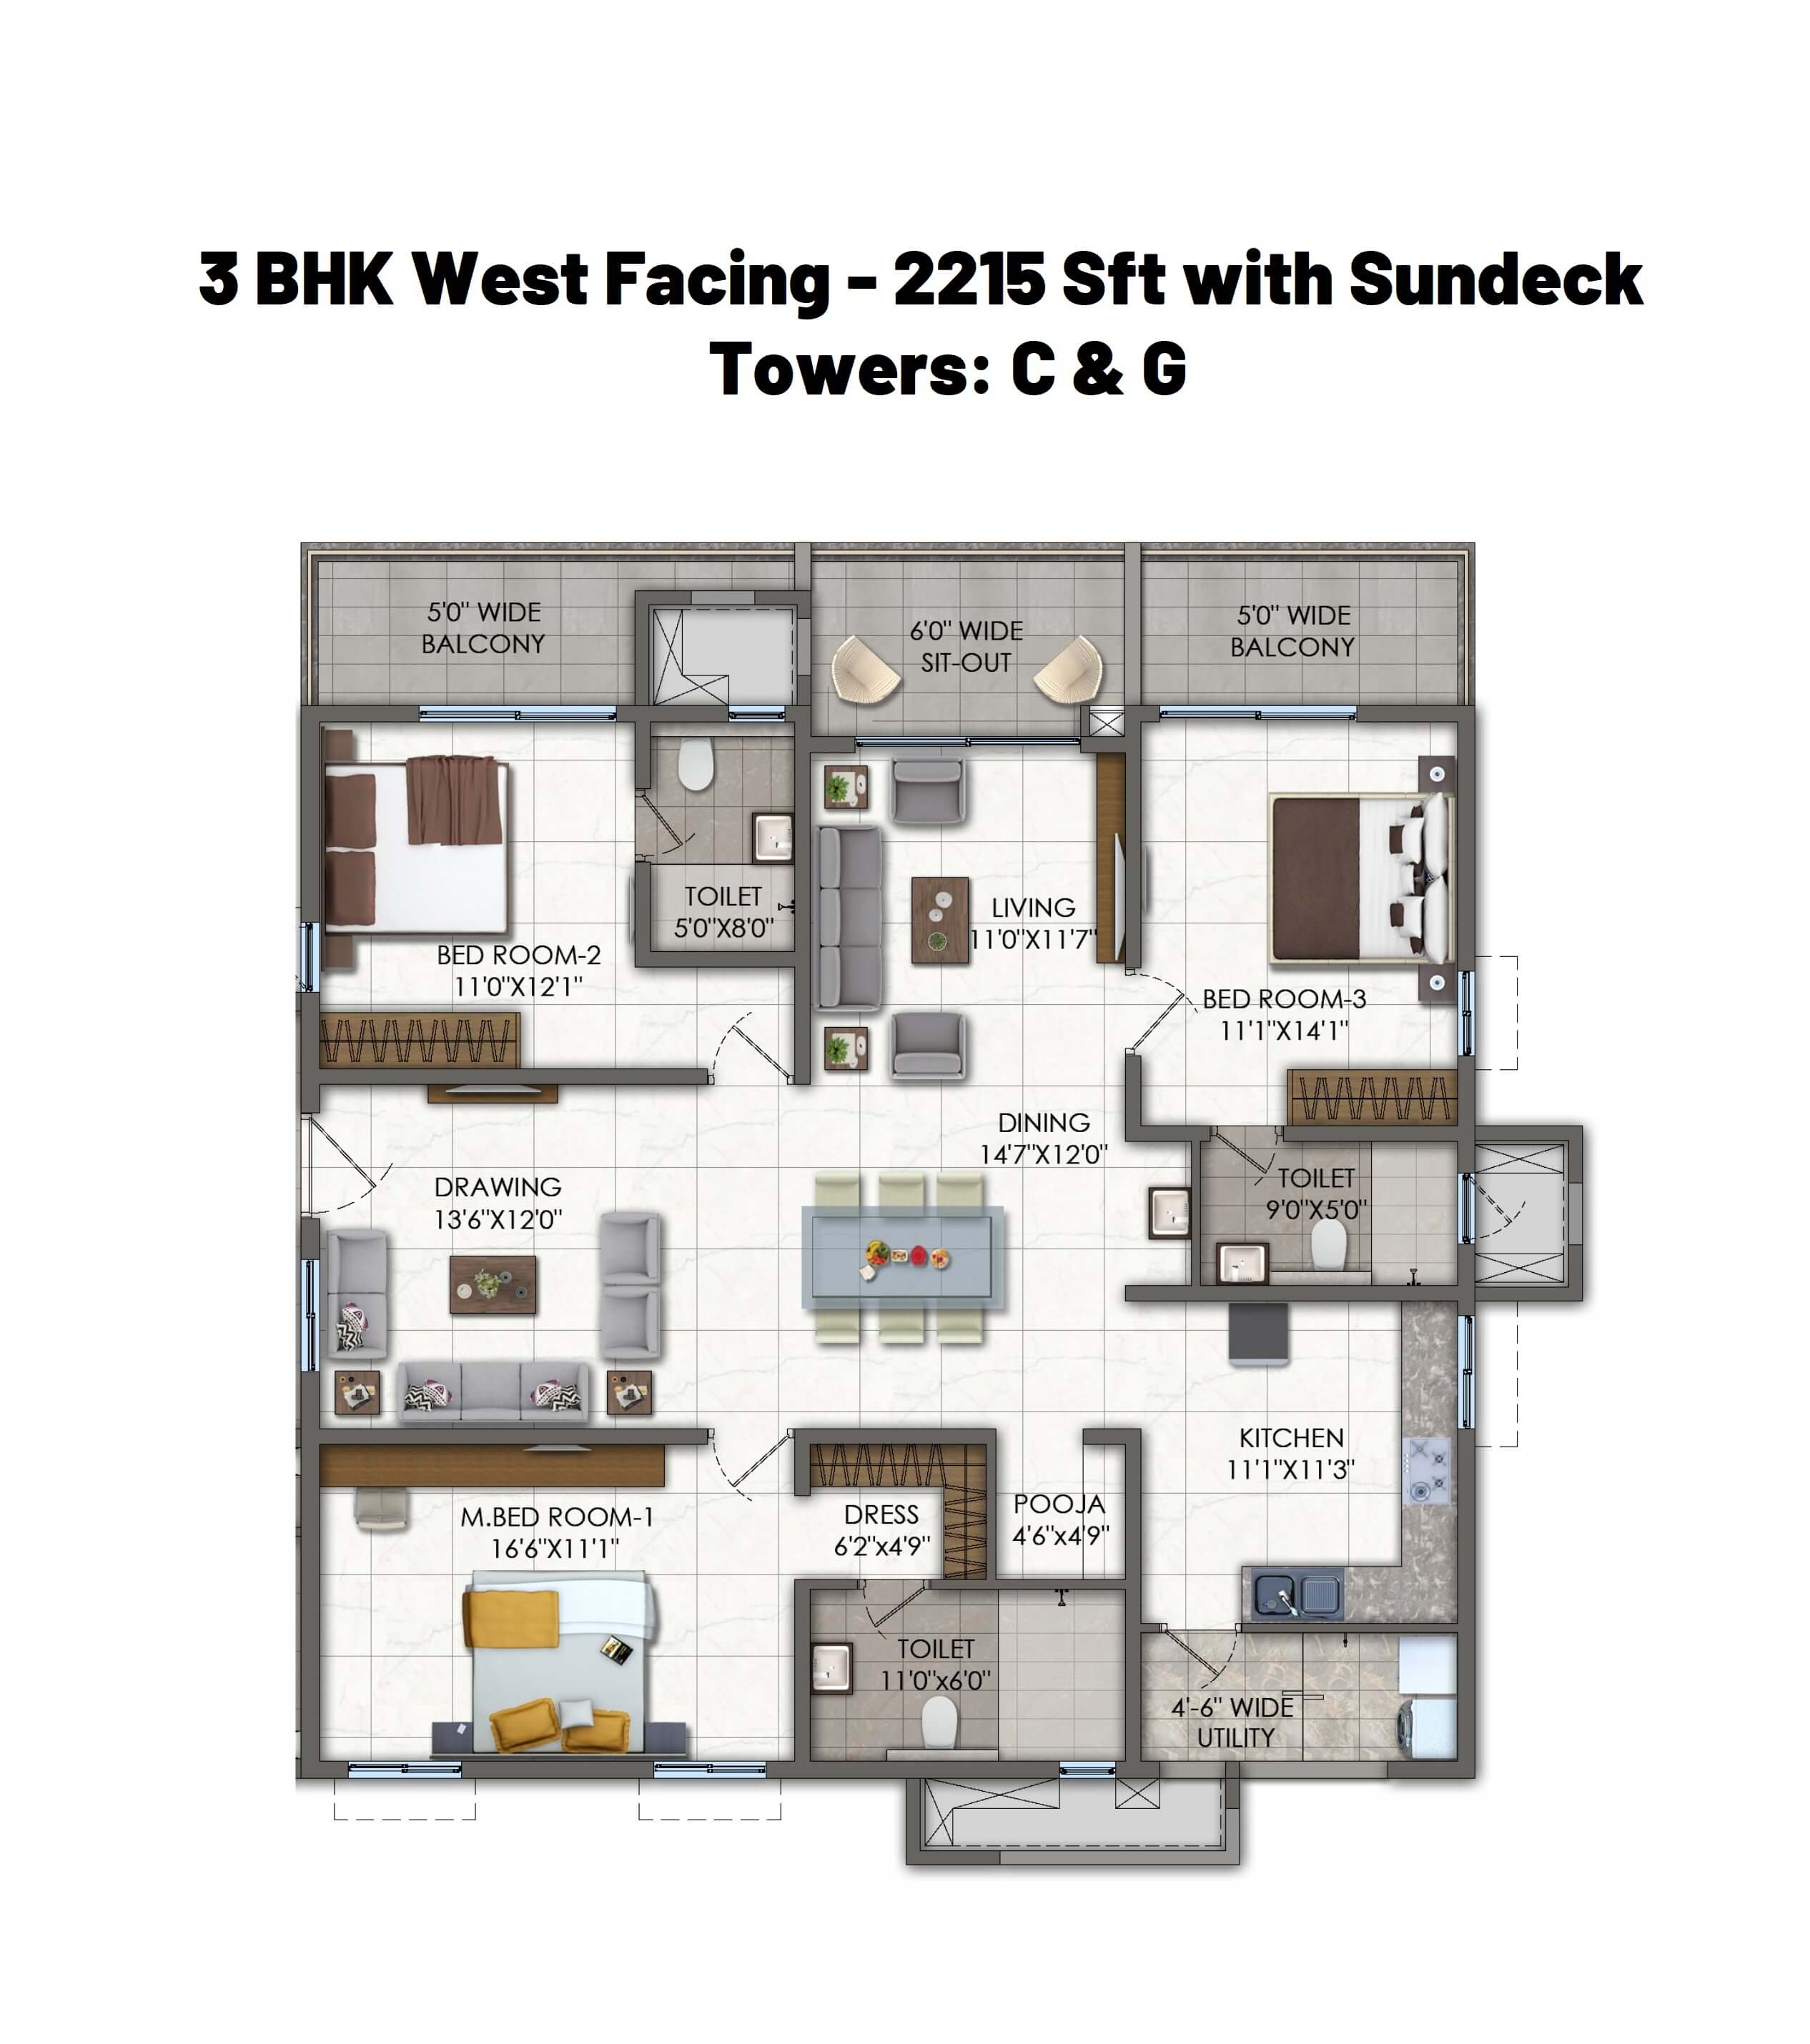 3 BHK West Facing - 2215 Sft with Sundeck
Towers: C & G
5'0" WIDE
BALCONY
6'0" WIDE
SIT-OUT
5'0" WIDE
BALCONY
TOILET
5'0"X8'0"
LIVING
11'0"X11'7"
BED ROOM-2
11'0"X12'1"
BED ROOM-3
11'1"X14'1"
DINING
14'7"X12'0"
DRAWING
13'6"X12'0"
TOILET
9'0"X5'0"
KITCHEN
11'1"X11'3"
M.BED ROOM-1
16'6"X11'1"
DRESS
6'2"x4'9"
POOJA
4'6"x4'9"
TOILET
11'0"x6'0"
4'-6" WIDE
UTILITY